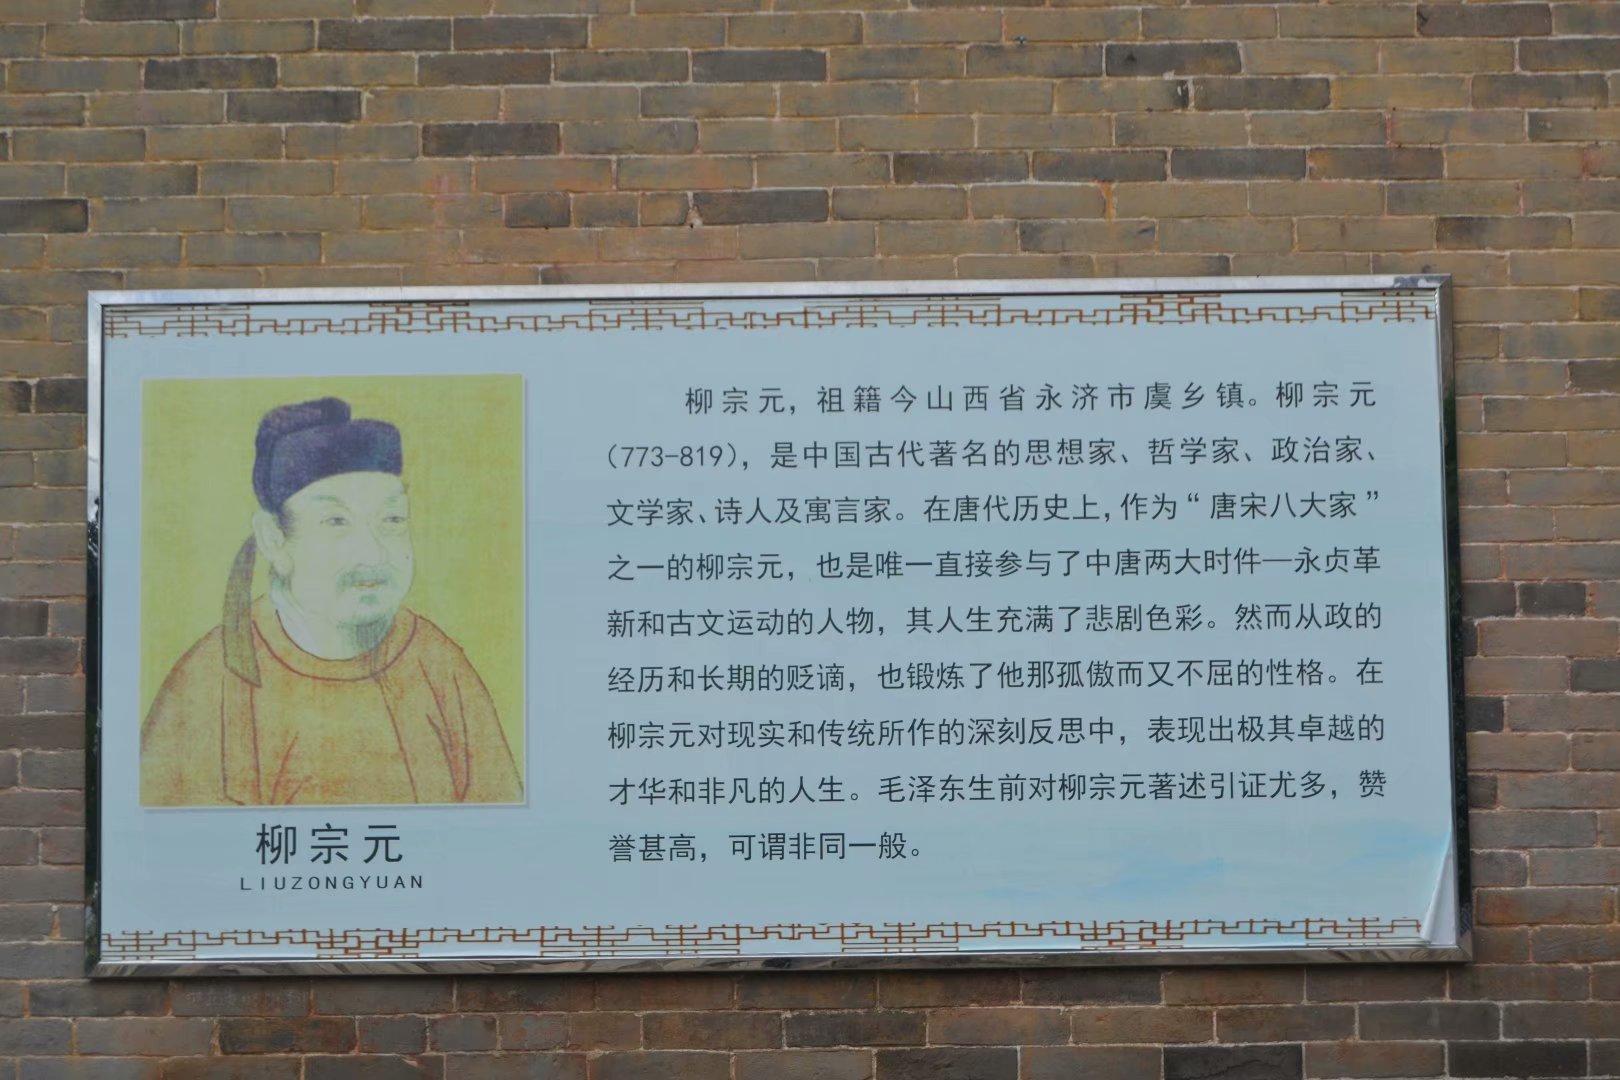 柳宗元，祖籍今山西省永济市虞乡镇。柳宗元
（773-819），是中国古代著名的思想家、哲学家、政治家、
文学家、诗人及寓言家。在唐代历史上，作为“唐宋八大家”
之一的柳宗元，也是唯一直接参与了中唐两大时件—永贞革
新和古文运动的人物，其人生充满了悲剧色彩。然而从政的
经历和长期的贬谪，也锻炼了他那孤傲而又不屈的性格。在
柳宗元对现实和传统所作的深刻反思中，表现出极其卓越的
才华和非凡的人生。毛泽东生前对柳宗元著述引证尤多，赞
誉甚高，可谓非同一般。
柳宗元
LIUZONGYUAN